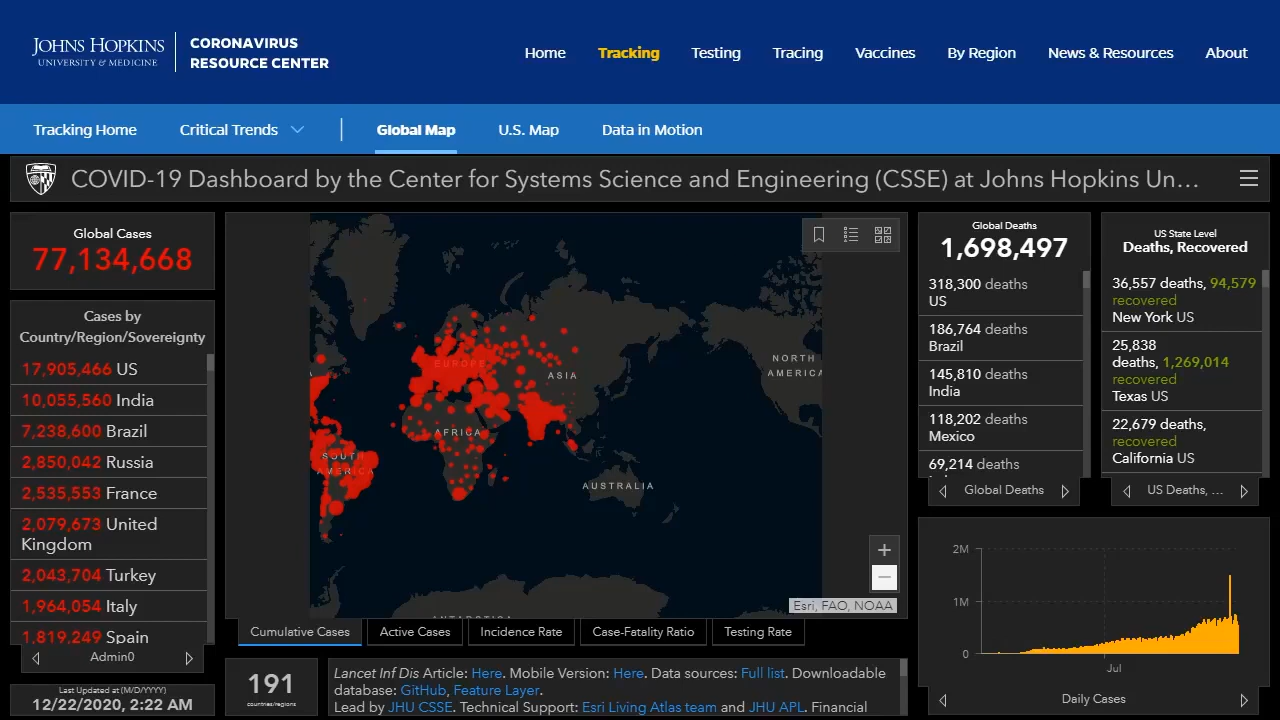 JOHNS HOPKINS
UNIVERSITY & MEDICINE
CORONAVIRUS
RESOURCE CENTER
Home
Tracking
Testing
Tracing
Vaccines
By Region
News & Resources
About
Tracking Home
Critical Trends
Global Map
U.S. Map
Data in Motion
COVID-19 Dashboard by the Center for Systems Science and Engineering (CSSE) at Johns Hopkins Un...
Global Cases
77,134,668
Cases by
Country/Region/Sovereignty
17,905,466 US
10,055,560 India
7,238,600 Brazil
2,850,042 Russia
2,535,553 France
2,079,673 United
Kingdom
2,043,704 Turkey
1,964,054 Italy
1,819,249 Spain
Admin0
Last Updated at (M/D/YYYY)
12/22/2020, 2:22 AM
EUROPE
ASIA
NORTH
AMERICA
AFRICA
SOUTH
AMERICA
AUSTRALIA
ANTARCTICA
+
−
Esri, FAO, NOAA
Cumulative Cases
Active Cases
Incidence Rate
Case-Fatality Ratio
Testing Rate
191
countries/regions
Lancet Inf Dis Article: Here. Mobile Version: Here. Data sources: Full list. Downloadable
database: GitHub, Feature Layer.
Lead by JHU CSSE. Technical Support: Esri Living Atlas team and JHU APL. Financial
Global Deaths
1,698,497
318,300 deaths
US
186,764 deaths
Brazil
145,810 deaths
India
118,202 deaths
Mexico
69,214 deaths
Global Deaths
US State Level
Deaths, Recovered
36,557 deaths, 94,579
recovered
New York US
25,838
deaths, 1,269,014
recovered
Texas US
22,679 deaths,
recovered
California US
US Deaths, ...
2M
1M
0
Jul
Daily Cases